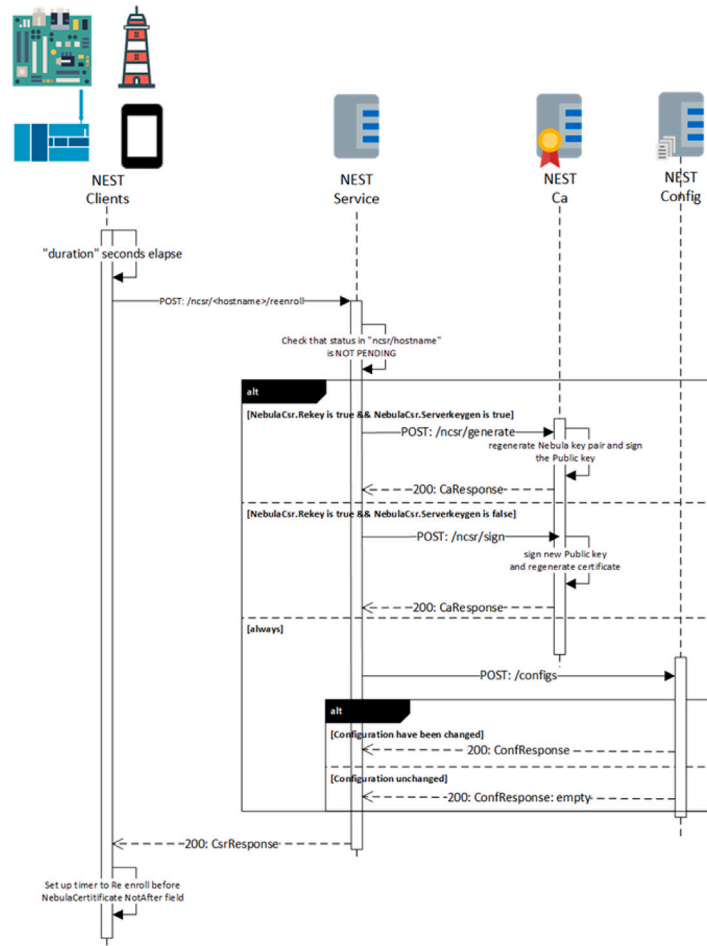 NEST
Clients
NEST
Service
NEST
Ca
NEST
Config
"duration" seconds elapse
POST: /ncsr/<hostname>/reenroll
Check that status in "ncsr/hostname"
is NOT PENDING
alt
[NebulaCsr.Rekey is true && NebulaCsr.Serverkeygen is true]
POST: /ncsr/generate
regenerate Nebula key pair and sign
the Public key
200: CaResponse
[NebulaCsr.Rekey is true && NebulaCsr.Serverkeygen is false]
POST: /ncsr/sign
sign new Public key
and regenerate certificate
200: CaResponse
[always]
POST: /configs
alt
[Configuration have been changed]
200: ConfResponse
[Configuration unchanged]
200: ConfResponse: empty
200: CsrResponse
Set up timer to Re enroll before
NebulaCertitificate NotAfter field